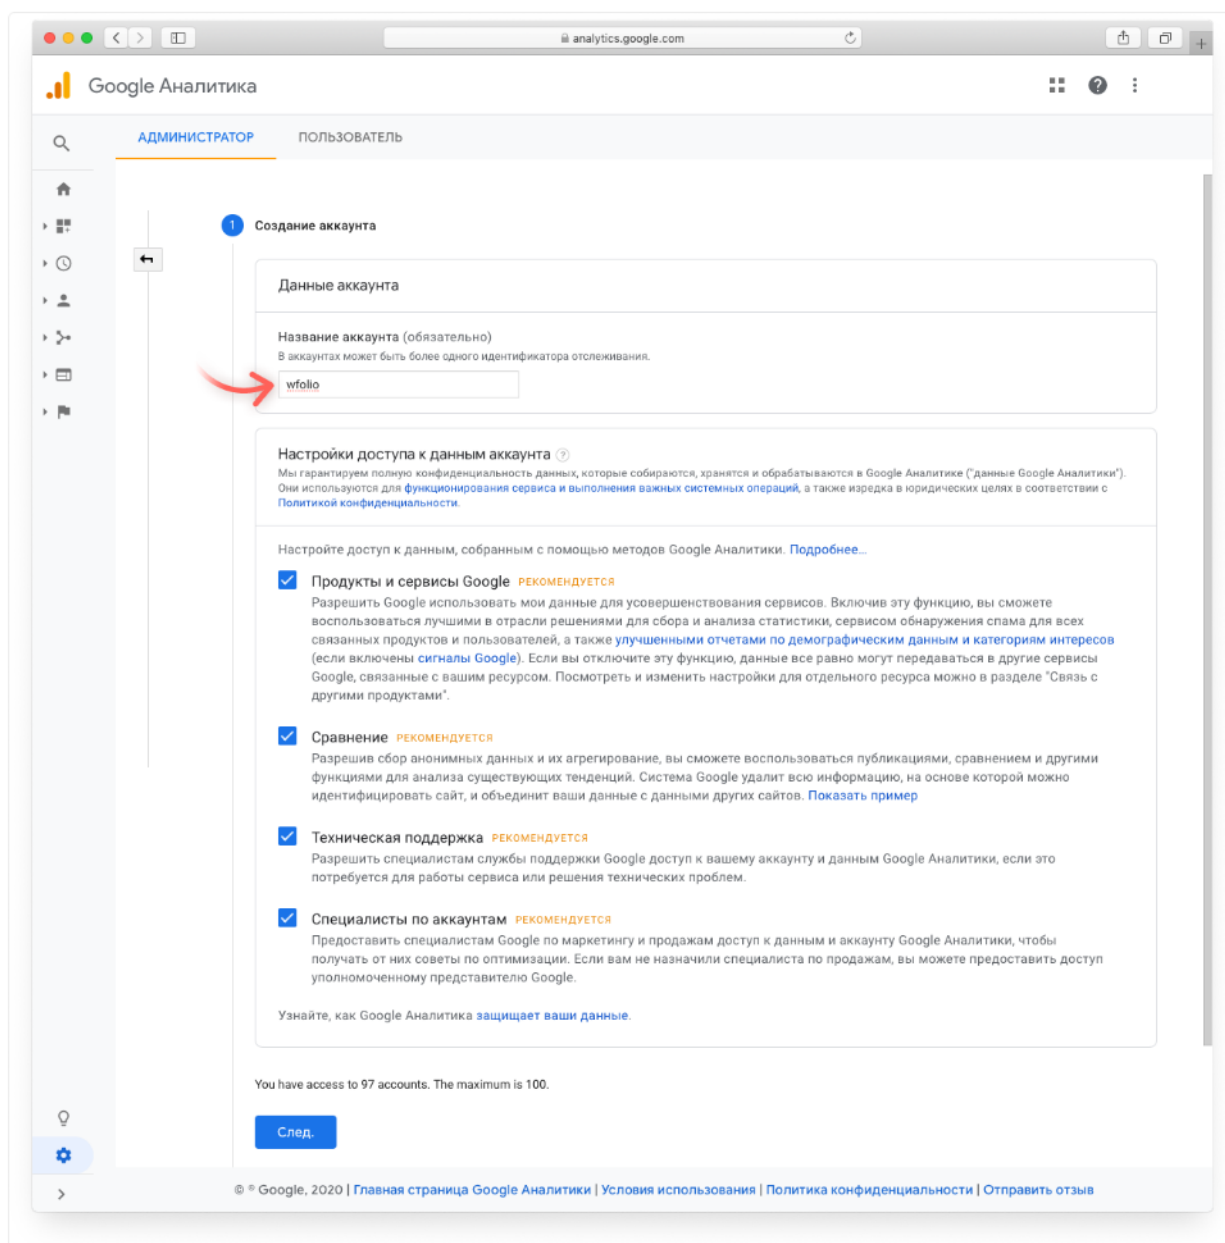 analytics.google.com
Google Аналитика
АДМИНИСТРАТОР ПОЛЬЗОВАТЕЛЬ
1 Создание аккаунта
Данные аккаунта
Название аккаунта (обязательно)
В аккаунтах может быть более одного идентификатора отслеживания.
wfolio
Настройки доступа к данным аккаунта ?
Мы гарантируем полную конфиденциальность данных, которые собираются, хранятся и обрабатываются в Google Аналитике ("данные Google Аналитики").
Они используются для функционирования сервиса и выполнения важных системных операций, а также изредка в юридических целях в соответствии с
Политикой конфиденциальности.
Настройте доступ к данным, собранным с помощью методов Google Аналитики. Подробнее...
Продукты и сервисы Google РЕКОМЕНДУЕТСЯ
Разрешить Google использовать мои данные для усовершенствования сервисов. Включив эту функцию, вы сможете
воспользоваться лучшими в отрасли решениями для сбора и анализа статистики, сервисом обнаружения спама для всех
связанных продуктов и пользователей, а также улучшенными отчетами по демографическим данным и категориям интересов
(если включены сигналы Google). Если вы отключите эту функцию, данные все равно могут передаваться в другие сервисы
Google, связанные с вашим ресурсом. Посмотреть и изменить настройки для отдельного ресурса можно в разделе "Связь с
другими продуктами".
Сравнение РЕКОМЕНДУЕТСЯ
Разрешив сбор анонимных данных и их агрегирование, вы сможете воспользоваться публикациями, сравнением и другими
функциями для анализа существующих тенденций. Система Google удалит всю информацию, на основе которой можно
идентифицировать сайт, и объединит ваши данные с данными других сайтов. Показать пример
Техническая поддержка РЕКОМЕНДУЕТСЯ
Разрешить специалистам службы поддержки Google доступ к вашему аккаунту и данным Google Аналитики, если это
потребуется для работы сервиса или решения технических проблем.
Специалисты по аккаунтам РЕКОМЕНДУЕТСЯ
Предоставить специалистам Google по маркетингу и продажам доступ к данным и аккаунту Google Аналитики, чтобы
получать от них советы по оптимизации. Если вам не назначили специалиста по продажам, вы можете предоставить доступ
уполномоченному представителю Google.
Узнайте, как Google Аналитика защищает ваши данные.
You have access to 97 accounts. The maximum is 100.
След.
© Google, 2020 | Главная страница Google Аналитики | Условия использования | Политика конфиденциальности | Отправить отзыв